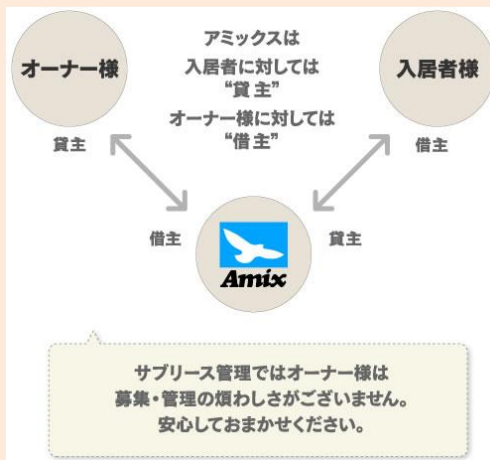 オーナー様
アミックスは
入居者に対しては
“貸主”
オーナー様に対しては
“借主”
入居者様
貸主
借主
借主
貸主
Amix
サブリース管理ではオーナー様は
募集・管理の煩わしさがございません。
安心しておまかせください。